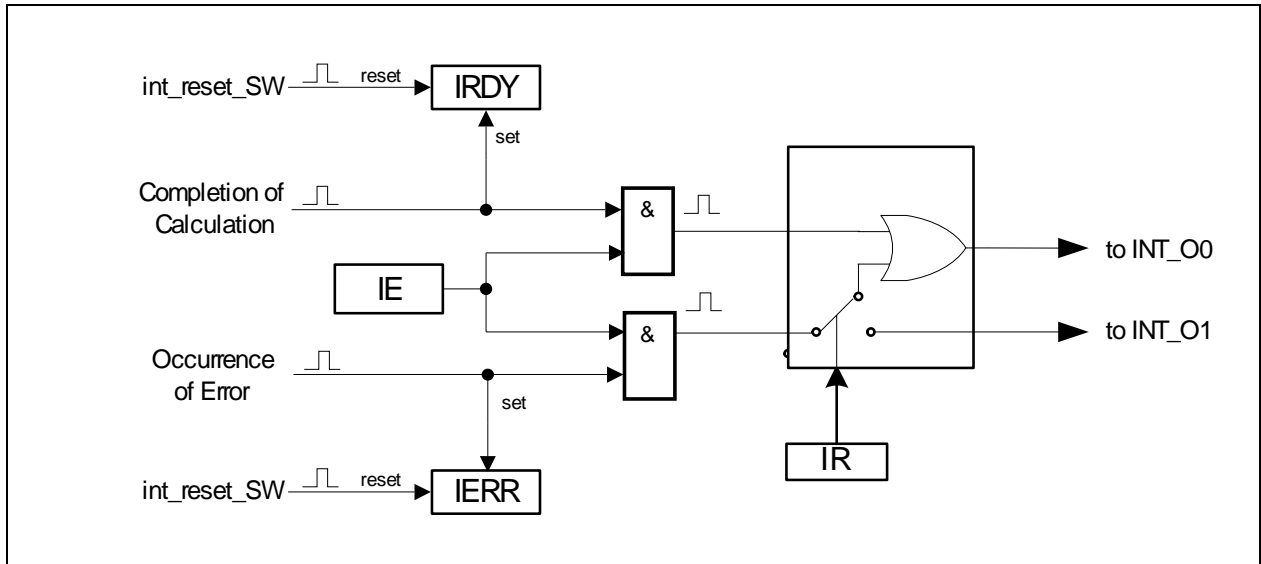 int_reset_SW
reset
IRDY
set
Completion of
Calculation
&
to INT_O0
IE
&
to INT_O1
Occurrence
of Error
set
IR
int_reset_SW
reset
IERR